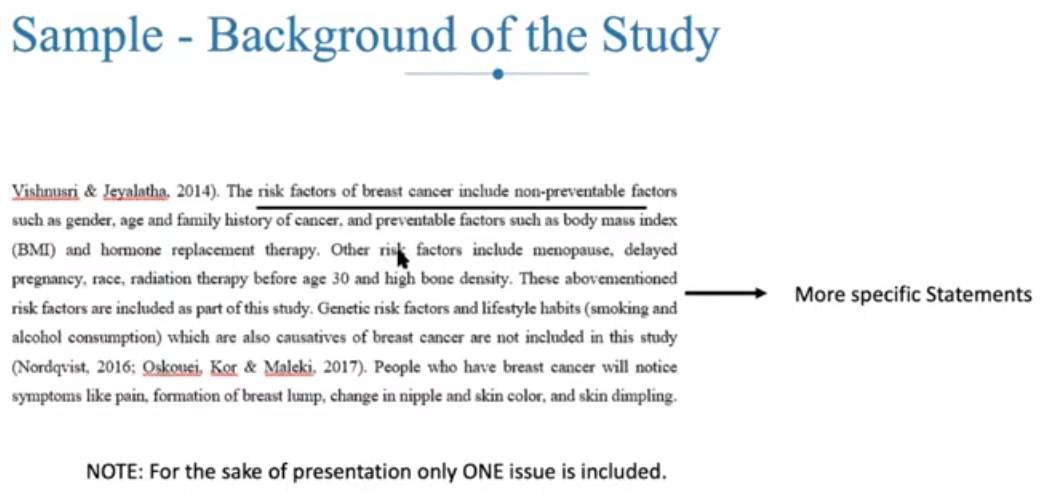 Sample - Background of the Study
Vishnusri & Jeyalatha, 2014). The risk factors of breast cancer include non-preventable factors
such as gender, age and family history of cancer, and preventable factors such as body mass index
(BMI) and hormone replacement therapy. Other risk factors include menopause, delayed
pregnancy, race, radiation therapy before age 30 and high bone density. These abovementioned
risk factors are included as part of this study. Genetic risk factors and lifestyle habits (smoking and
alcohol consumption) which are also causatives of breast cancer are not included in this study
(Nordqvist, 2016; Oskouei, Kor & Maleki, 2017). People who have breast cancer will notice
symptoms like pain, formation of breast lump, change in nipple and skin color, and skin dimpling.
More specific Statements
NOTE: For the sake of presentation only ONE issue is included.